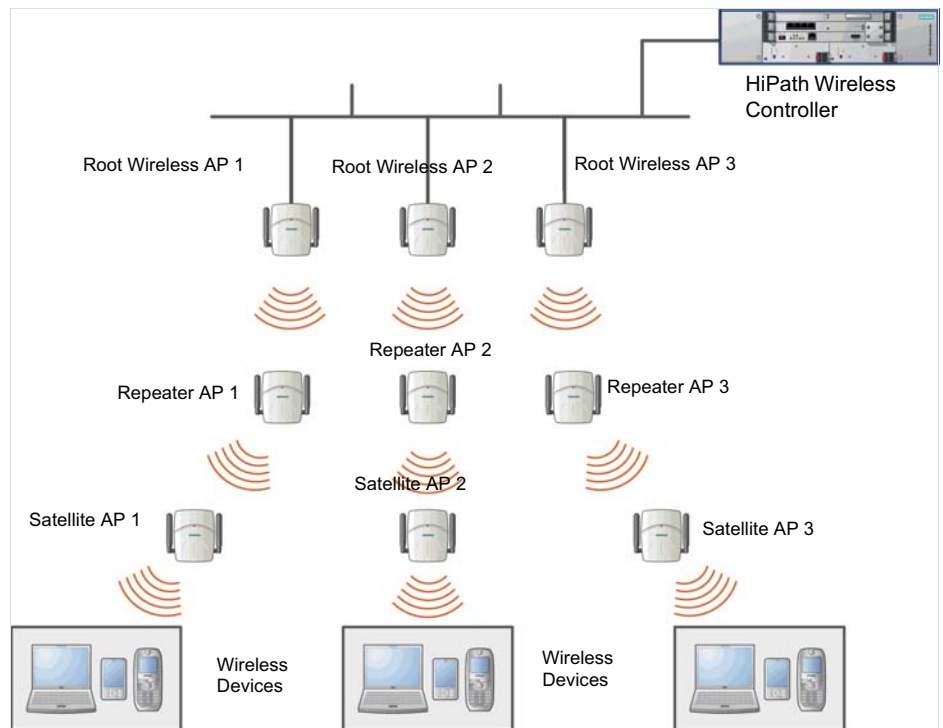 HiPath Wireless
Controller
Root Wireless AP 1
Root Wireless AP 2
Root Wireless AP 3
Repeater AP 2
Repeater AP 1
Repeater AP 3
Satellite AP 2
Satellite AP 1
Satellite AP 3
Wireless
Devices
Wireless
Devices